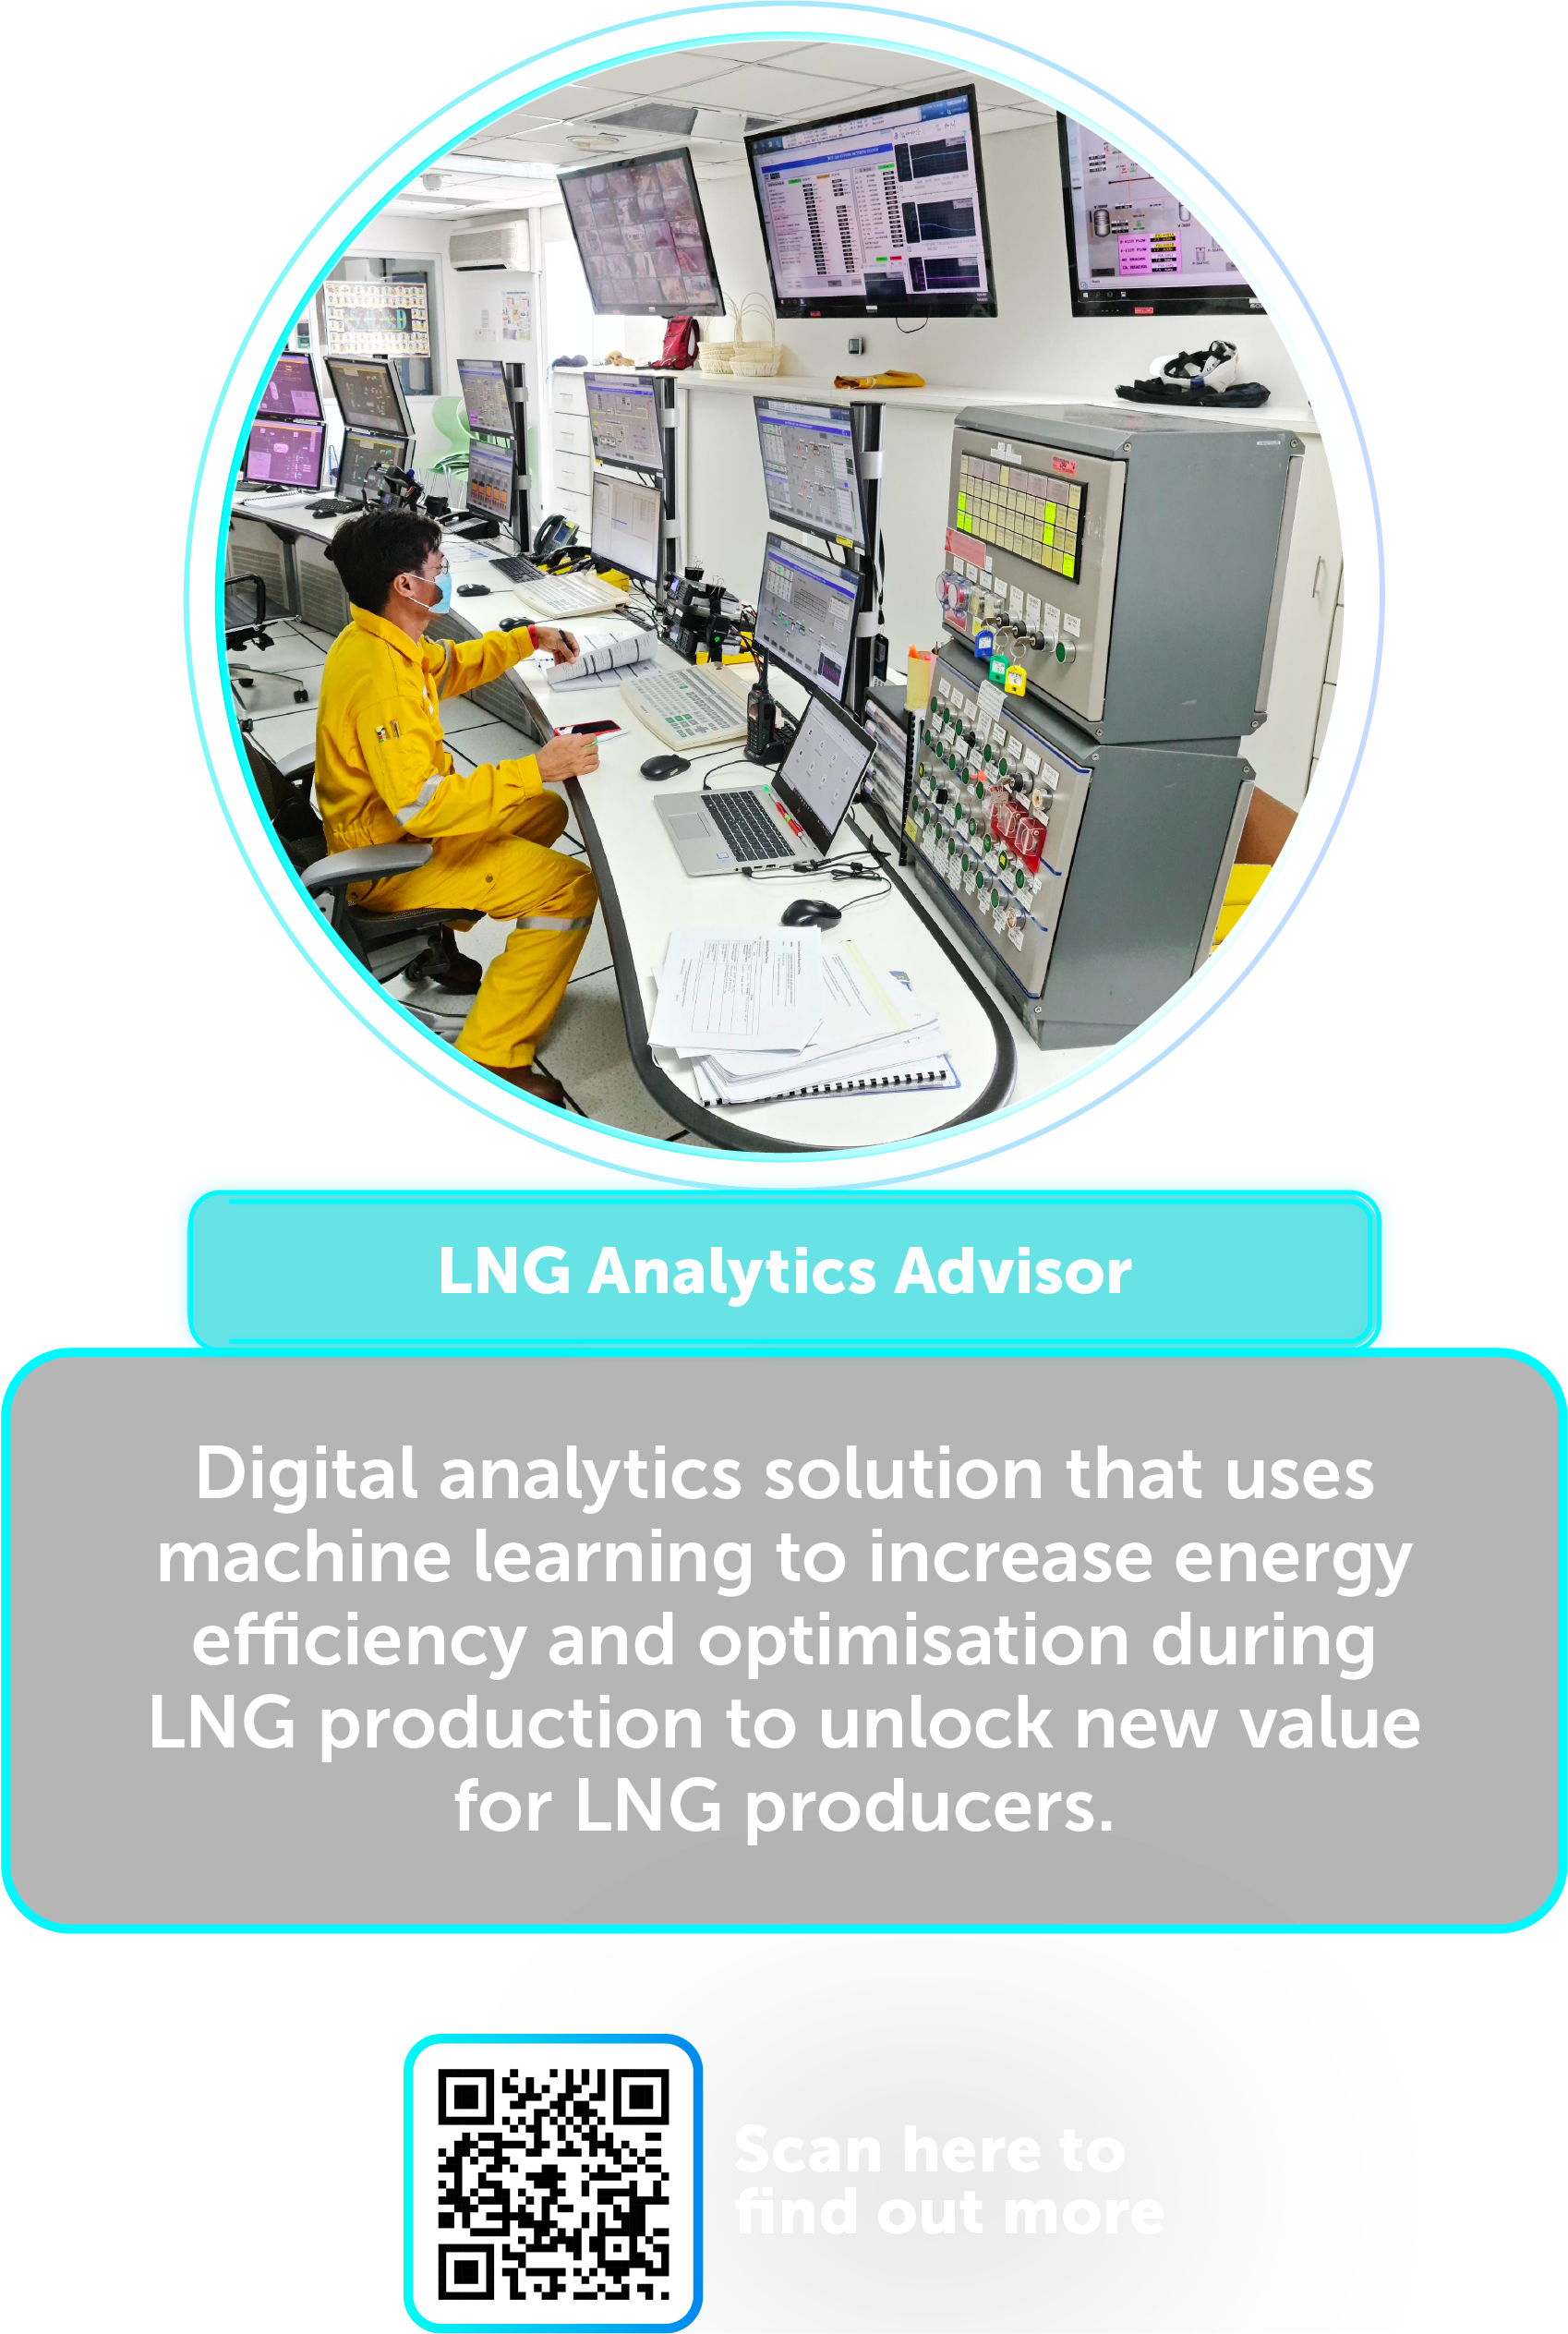 LNG Analytics Advisor
Digital analytics solution that uses
machine learning to increase energy
efficiency and optimisation during
LNG production to unlock new value
for LNG producers.
Scan here to
find out more